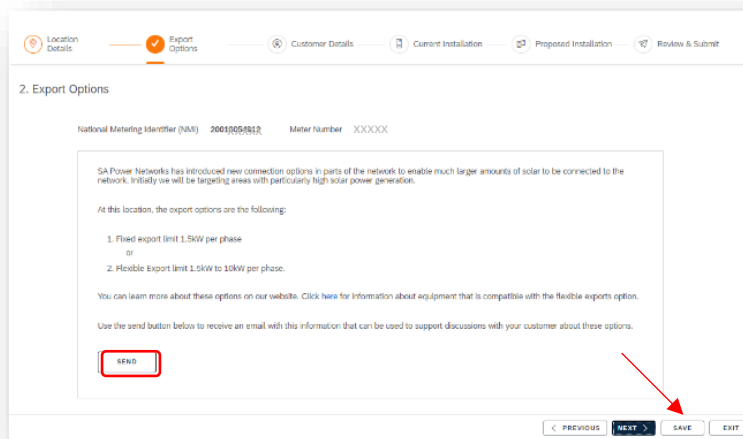 Location Details
Export Options
Customer Details
Current Installation
Proposed Installation
Review & Submit
2. Export Options
National Metering Identifier (NMI) Meter Number XXXXX
SA Power Networks has introduced new connection options in parts of the network to enable much larger amounts of solar to be connected to the
network. Initially we will be targeting areas with particularly high solar power generation.
At this location, the export options are the following:
1. Fixed export limit 1.5kW per phase
or
2. Flexible Export limit 1.5kW to 10kW per phase.
You can learn more about these options on our website. Click here for information about equipment that is compatible with the flexible exports option.
Use the send button below to receive an email with this information that can be used to support discussions with your customer about these options.
SEND
< PREVIOUS NEXT > SAVE EXIT